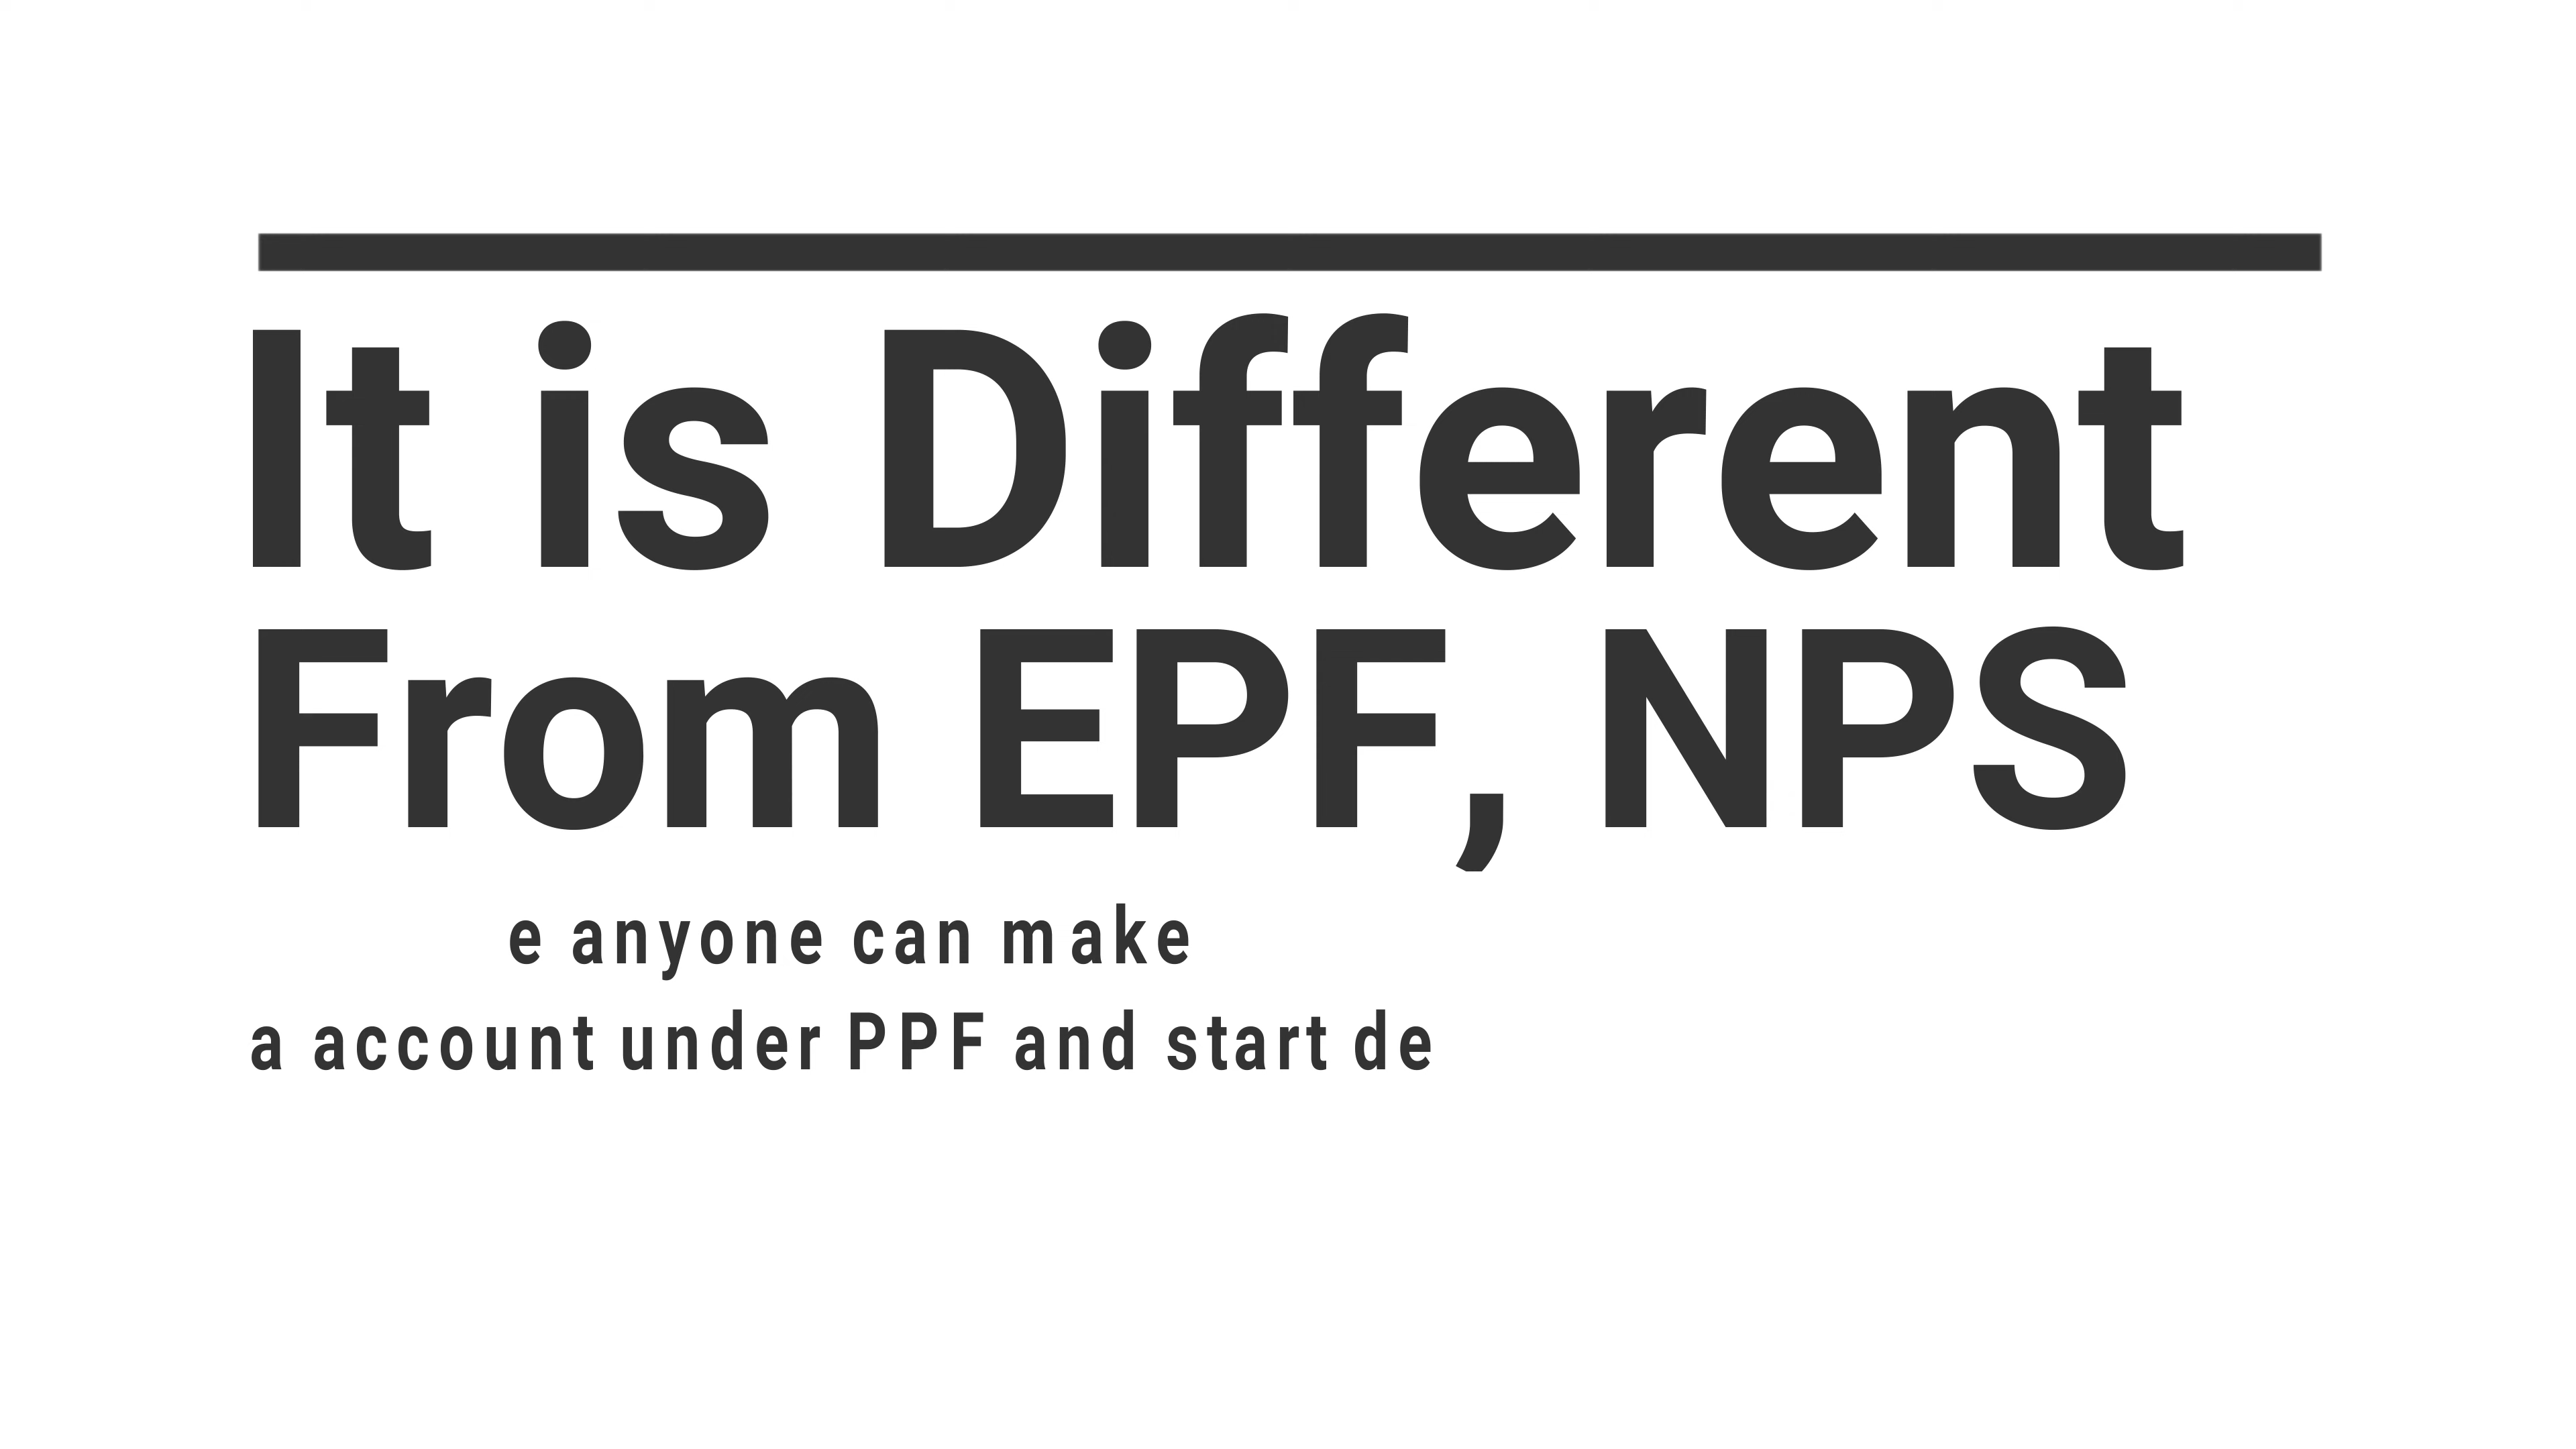 It is Different
From EPF, NPS
e anyone can make
a account under PPF and start de